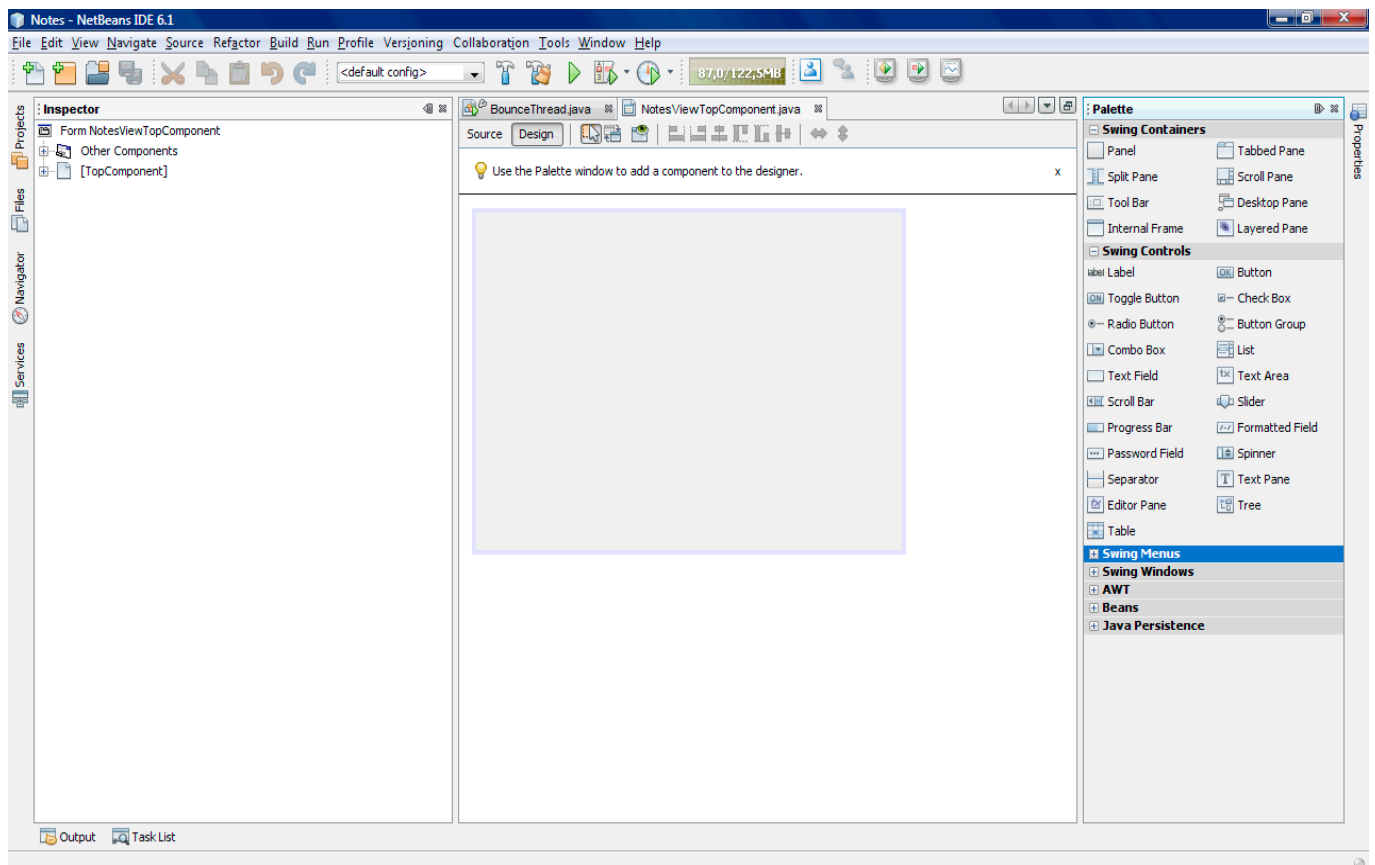 Notes - NetBeans IDE 6.1
File Edit View Navigate Source Refactor Build Run Profile Versioning Collaboration Tools Window Help
<default config>
87,0/122,5MB
Projects
Files
Navigator
Services
Inspector
Form NotesViewTopComponent
Other Components
[TopComponent]
BounceThread.java
NotesViewTopComponent.java
Source Design
Use the Palette window to add a component to the designer. x
Palette
Swing Containers
Panel Tabbed Pane
Split Pane Scroll Pane
Tool Bar Desktop Pane
Internal Frame Layered Pane
Swing Controls
label Label OK Button
ON Toggle Button Check Box
Radio Button Button Group
Combo Box List
Text Field Text Area
Scroll Bar Slider
Progress Bar Formatted Field
Password Field Spinner
Separator T Text Pane
Editor Pane Tree
Table
Swing Menus
Swing Windows
AWT
Beans
Java Persistence
Properties
Output Task List